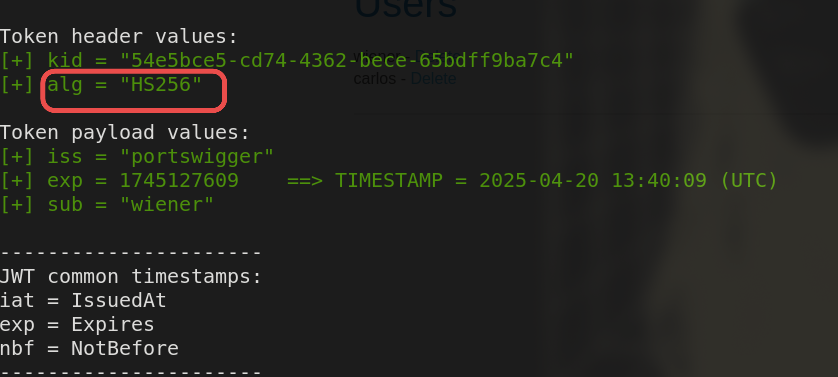 Users
Token header values:
[+] kid = "54e5bce5-cd74-4362-bece-65bdff9ba7c4"
[+] alg = "HS256"
carlos - Delete
Token payload values:
[+] iss = "portswigger"
[+] exp = 1745127609    ==> TIMESTAMP = 2025-04-20 13:40:09 (UTC)
[+] sub = "wiener"
----------------------
JWT common timestamps:
iat = IssuedAt
exp = Expires
nbf = NotBefore
----------------------